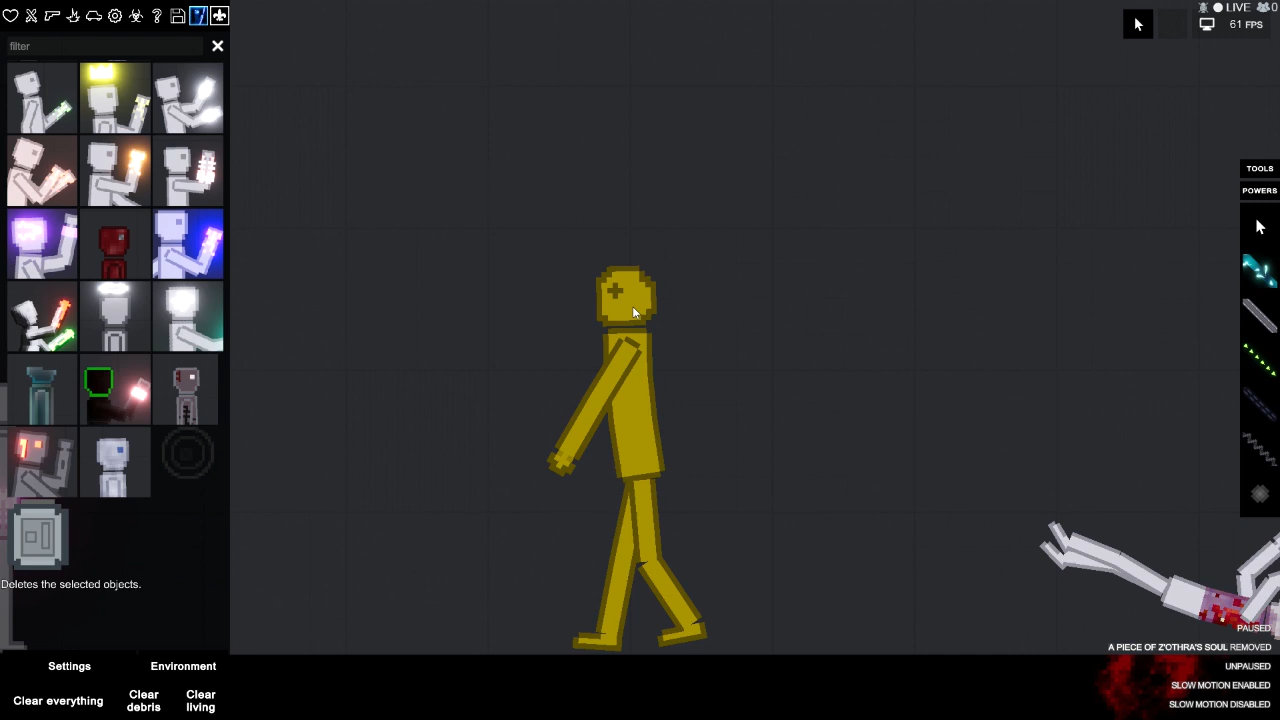 LIVE 0
61 FPS
filter
TOOLS
POWERS
Deletes the selected objects.
PAUSED
A PIECE OF Z'OTHRA'S SOUL REMOVED
UNPAUSED
SLOW MOTION ENABLED
SLOW MOTION DISABLED
Settings
Environment
Clear everything
Clear
debris
Clear
living